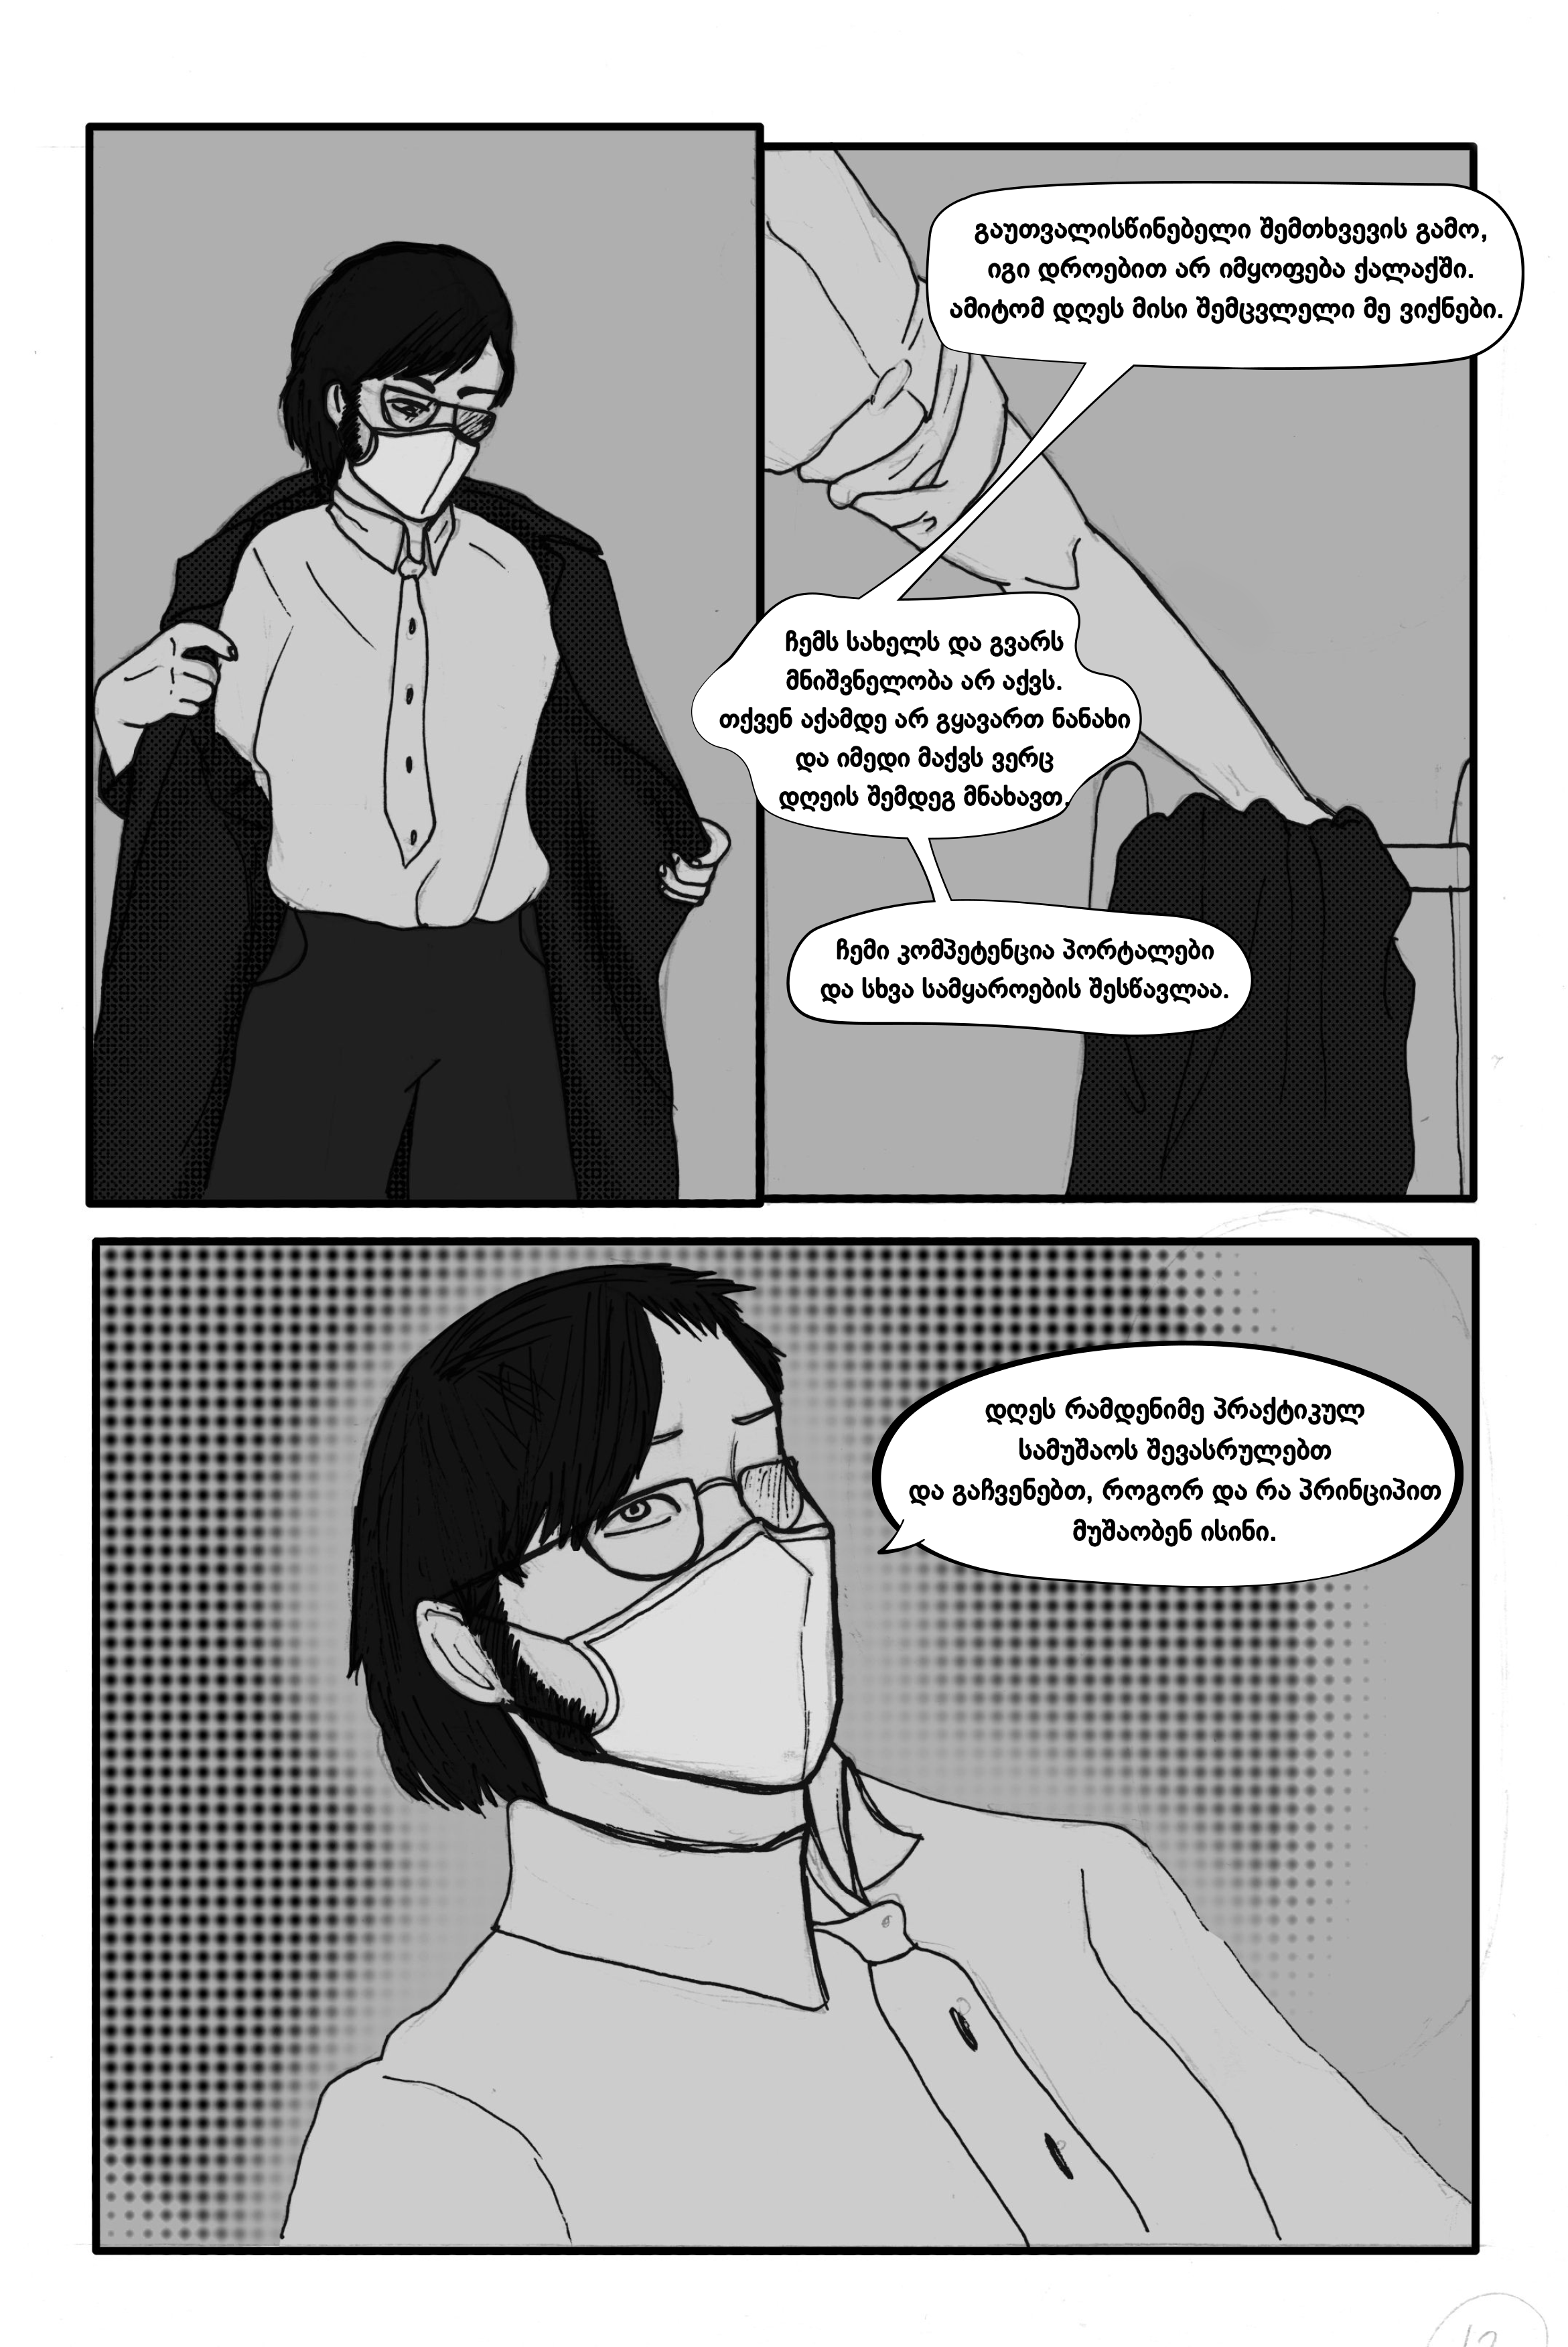 გაუთვალისწინებელი შემთხვევის გამო,
იგი დროებით არ იმყოფება ქალაქში.
ამიტომ დღეს მისი შემცვლელი მე ვიქნები.
ჩემს სახელს და გვარს
მნიშვნელობა არ აქვს.
თქვენ აქამდე არ გყავართ ნანახი
და იმედი მაქვს ვერც
დღეის შემდეგ მნახავთ.
ჩემი კომპეტენცია პორტალები
და სხვა სამყაროების შესწავლაა.
დღეს რამდენიმე პრაქტიკულ
სამუშაოს შევასრულებთ
და გაჩვენებთ, როგორ და რა პრინციპით
მუშაობენ ისინი.